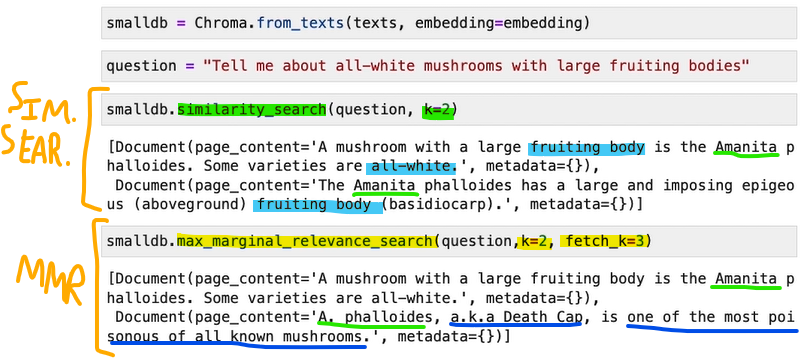 smalldb = Chroma.from_texts(texts, embedding=embedding)
question = "Tell me about all-white mushrooms with large fruiting bodies"
SIM.
SEAR.
smalldb.similarity_search(question, k=2)
[Document(page_content='A mushroom with a large fruiting body is the Amanita p
halloides. Some varieties are all-white.', metadata={}),
 Document(page_content='The Amanita phalloides has a large and imposing epigeo
us (aboveground) fruiting body (basidiocarp).', metadata={})]
MMR
smalldb.max_marginal_relevance_search(question,k=2, fetch_k=3)
[Document(page_content='A mushroom with a large fruiting body is the Amanita p
halloides. Some varieties are all-white.', metadata={}),
 Document(page_content='A. phalloides, a.k.a Death Cap, is one of the most poi
sonous of all known mushrooms.', metadata={})]